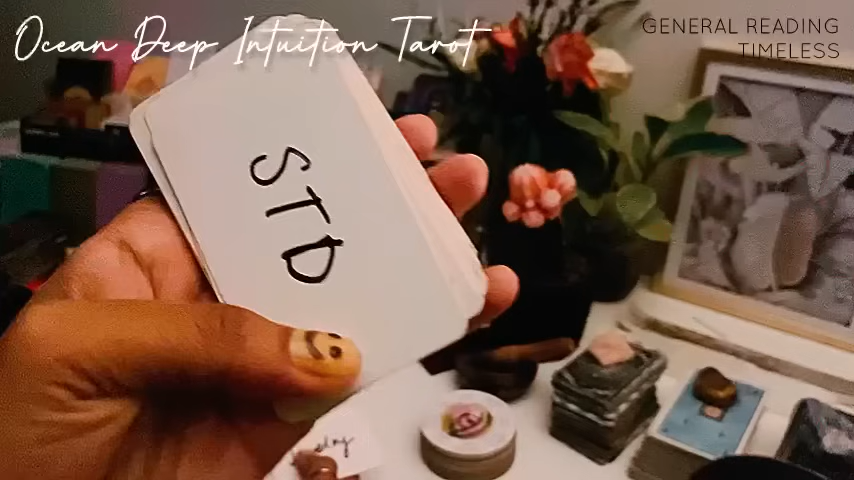 Ocean Deep Intuition Tarot
GENERAL READING
TIMELESS
STD